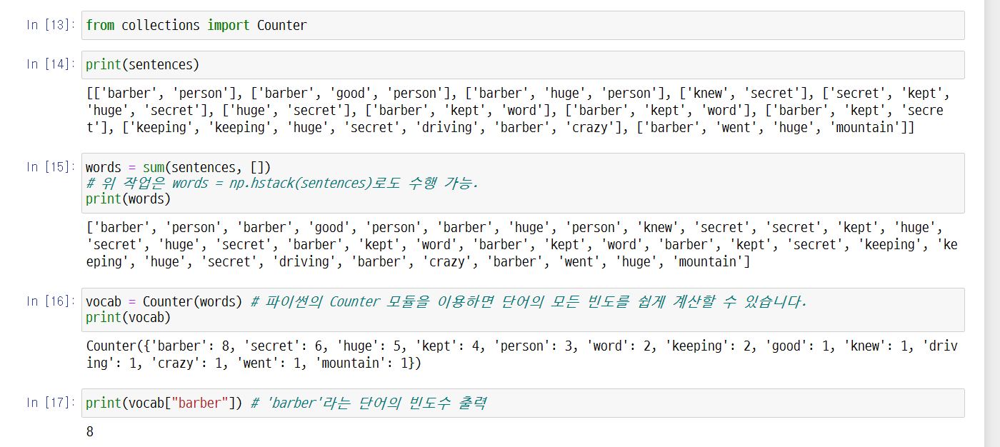 In [13]: from collections import Counter
In [14]: print(sentences)
[['barber', 'person'], ['barber', 'good', 'person'], ['barber', 'huge', 'person'], ['knew', 'secret'], ['secret', 'kept',
'huge', 'secret'], ['huge', 'secret'], ['barber', 'kept', 'word'], ['barber', 'kept', 'word'], ['barber', 'kept', 'secre
t'], ['keeping', 'keeping', 'huge', 'secret', 'driving', 'barber', 'crazy'], ['barber', 'went', 'huge', 'mountain']]
In [15]: words = sum(sentences, [])
# 위 작업은 words = np.hstack(sentences)로도 수행 가능.
print(words)
['barber', 'person', 'barber', 'good', 'person', 'barber', 'huge', 'person', 'knew', 'secret', 'secret', 'kept', 'huge',
'secret', 'huge', 'secret', 'barber', 'kept', 'word', 'barber', 'kept', 'word', 'barber', 'kept', 'secret', 'keeping', 'ke
eping', 'huge', 'secret', 'driving', 'barber', 'crazy', 'barber', 'went', 'huge', 'mountain']
In [16]: vocab = Counter(words) # 파이썬의 Counter 모듈을 이용하면 단어의 모든 빈도를 쉽게 계산할 수 있습니다.
print(vocab)
Counter({'barber': 8, 'secret': 6, 'huge': 5, 'kept': 4, 'person': 3, 'word': 2, 'keeping': 2, 'good': 1, 'knew': 1, 'driv
ing': 1, 'crazy': 1, 'went': 1, 'mountain': 1})
In [17]: print(vocab["barber"]) # 'barber'라는 단어의 빈도수 출력
8